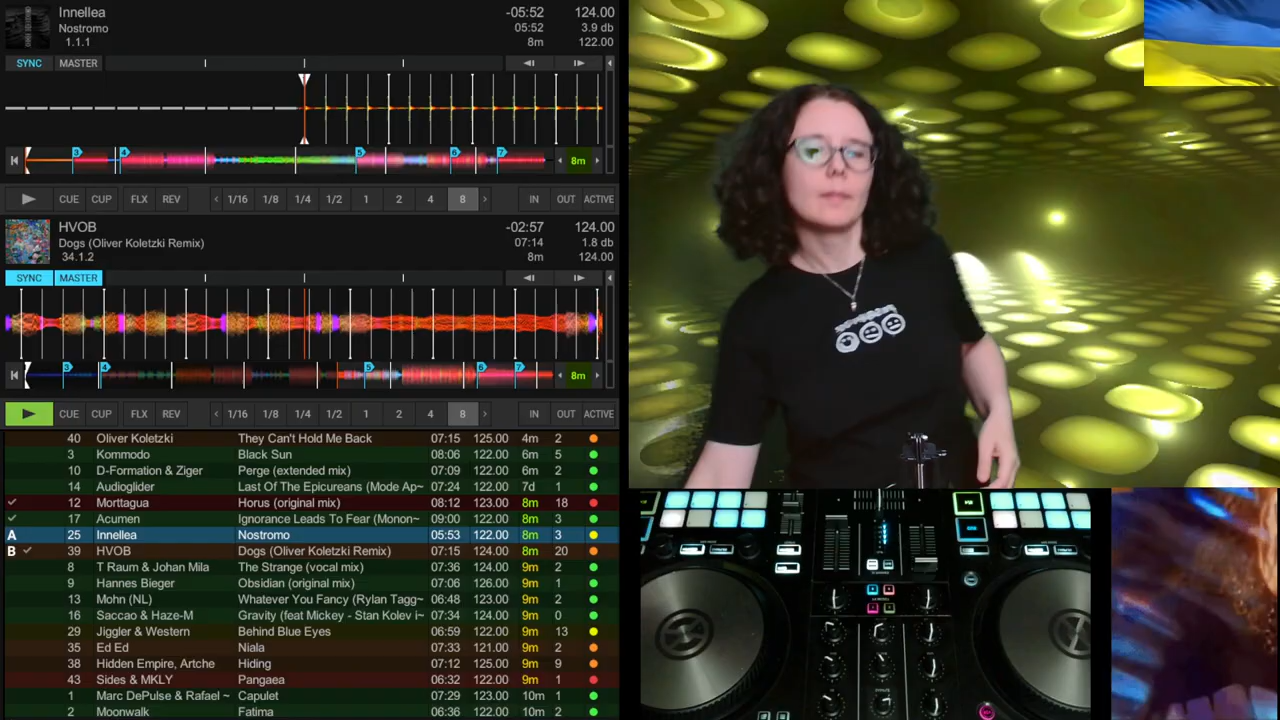 Innellea -05:52 124.00
Nostromo 05:52 3.9 db
1.1.1 8m 122.00
SYNC MASTER
3 4 5 6 7 8m
CUE CUP FLX REV 1/16 1/8 1/4 1/2 1 2 4 8 IN OUT ACTIVE
HVOB -02:57 124.00
Dogs (Oliver Koletzki Remix) 07:14 1.8 db
34.1.2 8m 124.00
SYNC MASTER
3 4 5 6 7 8m
CUE CUP FLX REV 1/16 1/8 1/4 1/2 1 2 4 8 IN OUT ACTIVE
40 Oliver Koletzki They Can't Hold Me Back 07:15 125.00 4m 2
3 Kommodo Black Sun 08:06 122.00 6m 5
10 D-Formation & Ziger Perge (extended mix) 07:09 122.00 6m 2
14 Audioglider Last Of The Epicureans (Mode Ap~ 07:24 122.00 7d 1
12 Morttagua Horus (original mix) 08:12 123.00 8m 18
17 Acumen Ignorance Leads To Fear (Monon~ 09:00 122.00 8m 3
A 25 Innellea Nostromo 05:53 122.00 8m 3
B 39 HVOB Dogs (Oliver Koletzki Remix) 07:15 124.00 8m 20
8 T Raum & Johan Mila The Strange (vocal mix) 07:36 124.00 9m 2
9 Hannes Bieger Obsidian (original mix) 07:06 126.00 9m 1
13 Mohn (NL) Whatever You Fancy (Rylan Tagg~ 06:48 123.00 9m 2
16 Saccao & Haze-M Gravity (feat Mickey - Stan Kolev i~ 07:34 124.00 9m 0
29 Jiggler & Western Behind Blue Eyes 06:59 122.00 9m 13
35 Ed Ed Niala 07:33 121.00 9m 2
38 Hidden Empire, Artche Hiding 07:12 125.00 9m 9
43 Sides & MKLY Pangaea 06:32 122.00 9m 1
1 Marc DePulse & Rafael ~ Capulet 07:29 123.00 10m 1
2 Moonwalk Fatima 06:36 122.00 10m 2